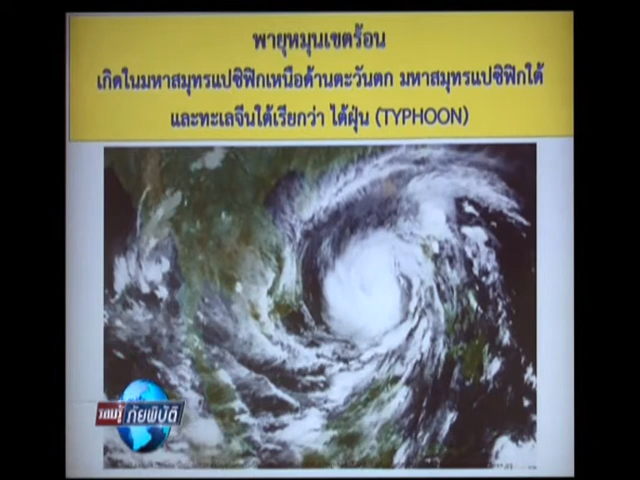 พายุหมุนเขตร้อน
เกิดในมหาสมุทรแปซิฟิกเหนือด้านตะวันตก มหาสมุทรแปซิฟิกใต้
และทะเลจีนใต้เรียกว่า ไต้ฝุ่น (TYPHOON)
รอบรู้ ภัยพิบัติ